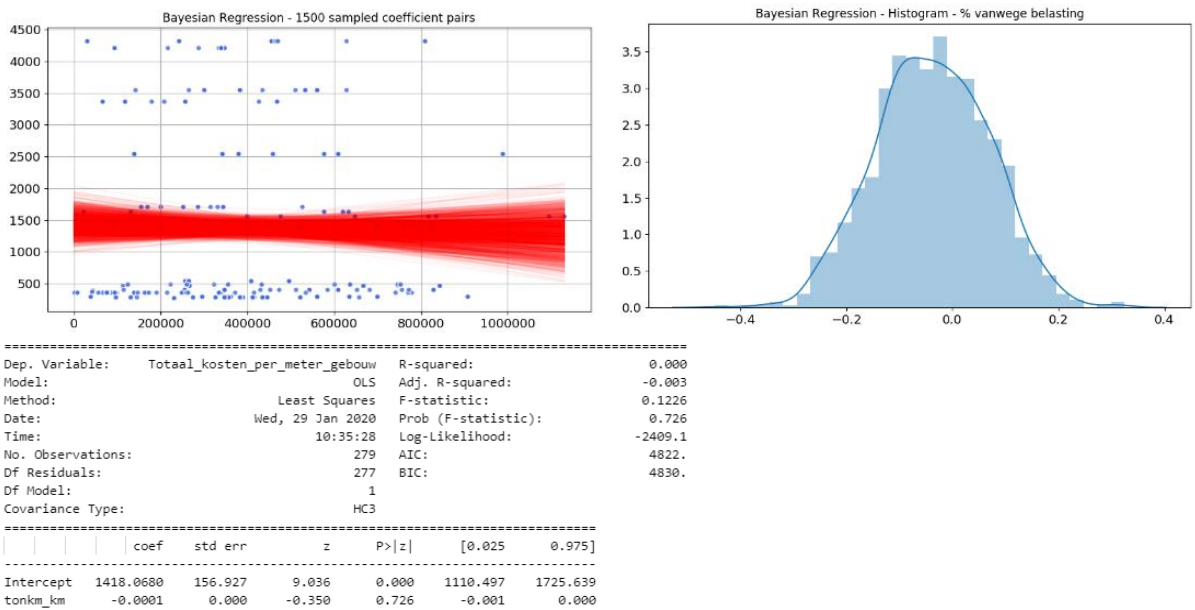 Bayesian Regression - 1500 sampled coefficient pairs
4500
4000
3500
3000
2500
2000
1500
1000
500
0 200000 400000 600000 800000 1000000
Bayesian Regression - Histogram - % vanwege belasting
3.5
3.0
2.5
2.0
1.5
1.0
0.5
0.0
−0.4 −0.2 0.0 0.2 0.4
==============================================================================
Dep. Variable: Totaal_kosten_per_meter_gebouw R-squared: 0.000
Model: OLS Adj. R-squared: -0.003
Method: Least Squares F-statistic: 0.1226
Date: Wed, 29 Jan 2020 Prob (F-statistic): 0.726
Time: 10:35:28 Log-Likelihood: -2409.1
No. Observations: 279 AIC: 4822.
Df Residuals: 277 BIC: 4830.
Df Model: 1
Covariance Type: HC3
==============================================================================
coef std err z P>|z| [0.025 0.975]
------------------------------------------------------------------------------
Intercept 1418.0680 156.927 9.036 0.000 1110.497 1725.639
tonkm_km -0.0001 0.000 -0.350 0.726 -0.001 0.000